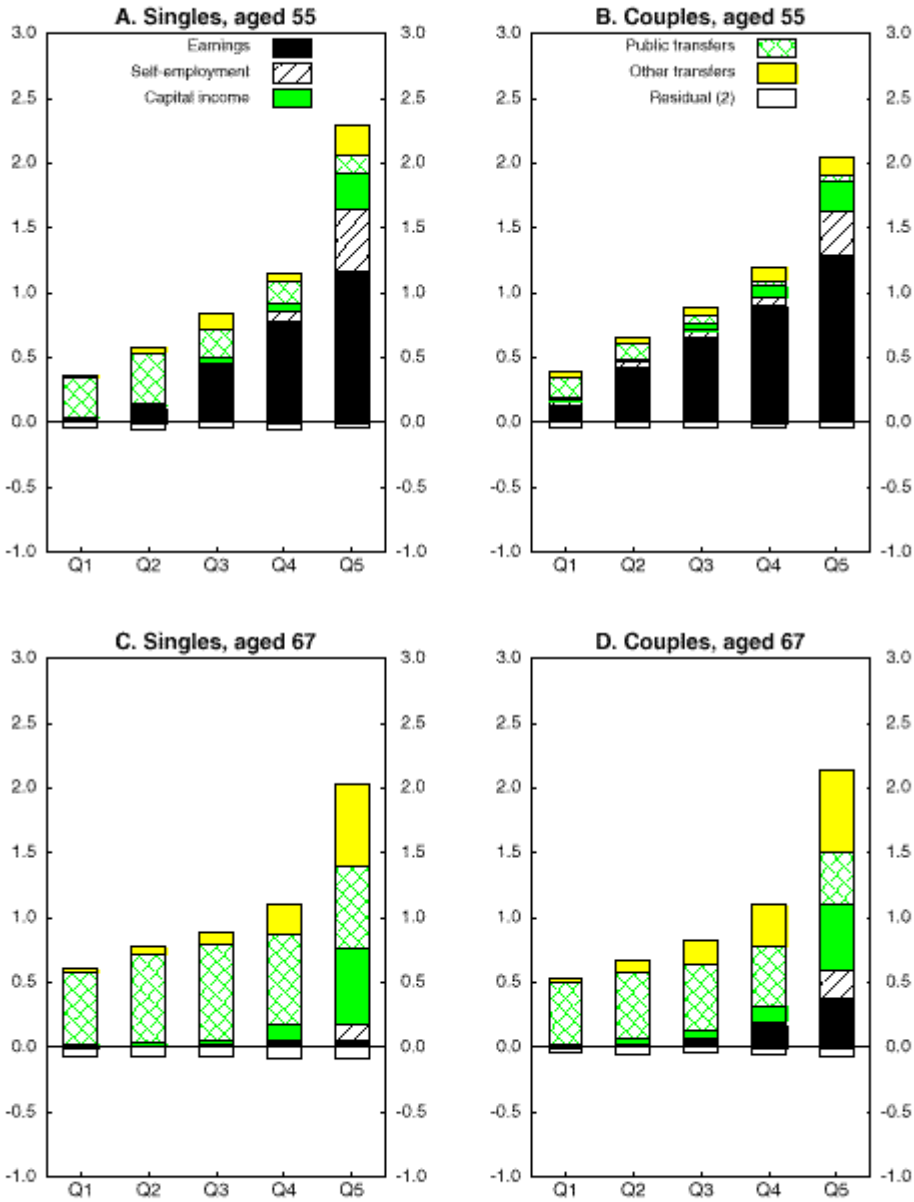 A. Singles, aged 55
B. Couples, aged 55
3.0 3.0 3.0 3.0
Earnings
Self-employment
Capital income
Public transfers
Other transfers
Residual (2)
2.5 2.5 2.5 2.5
2.0 2.0 2.0 2.0
1.5 1.5 1.5 1.5
1.0 1.0 1.0 1.0
0.5 0.5 0.5 0.5
0.0 0.0 0.0 0.0
-0.5 -0.5 -0.5 -0.5
-1.0 -1.0 -1.0 -1.0
Q1 Q2 Q3 Q4 Q5 Q1 Q2 Q3 Q4 Q5
C. Singles, aged 67
D. Couples, aged 67
3.0 3.0 3.0 3.0
2.5 2.5 2.5 2.5
2.0 2.0 2.0 2.0
1.5 1.5 1.5 1.5
1.0 1.0 1.0 1.0
0.5 0.5 0.5 0.5
0.0 0.0 0.0 0.0
-0.5 -0.5 -0.5 -0.5
-1.0 -1.0 -1.0 -1.0
Q1 Q2 Q3 Q4 Q5 Q1 Q2 Q3 Q4 Q5